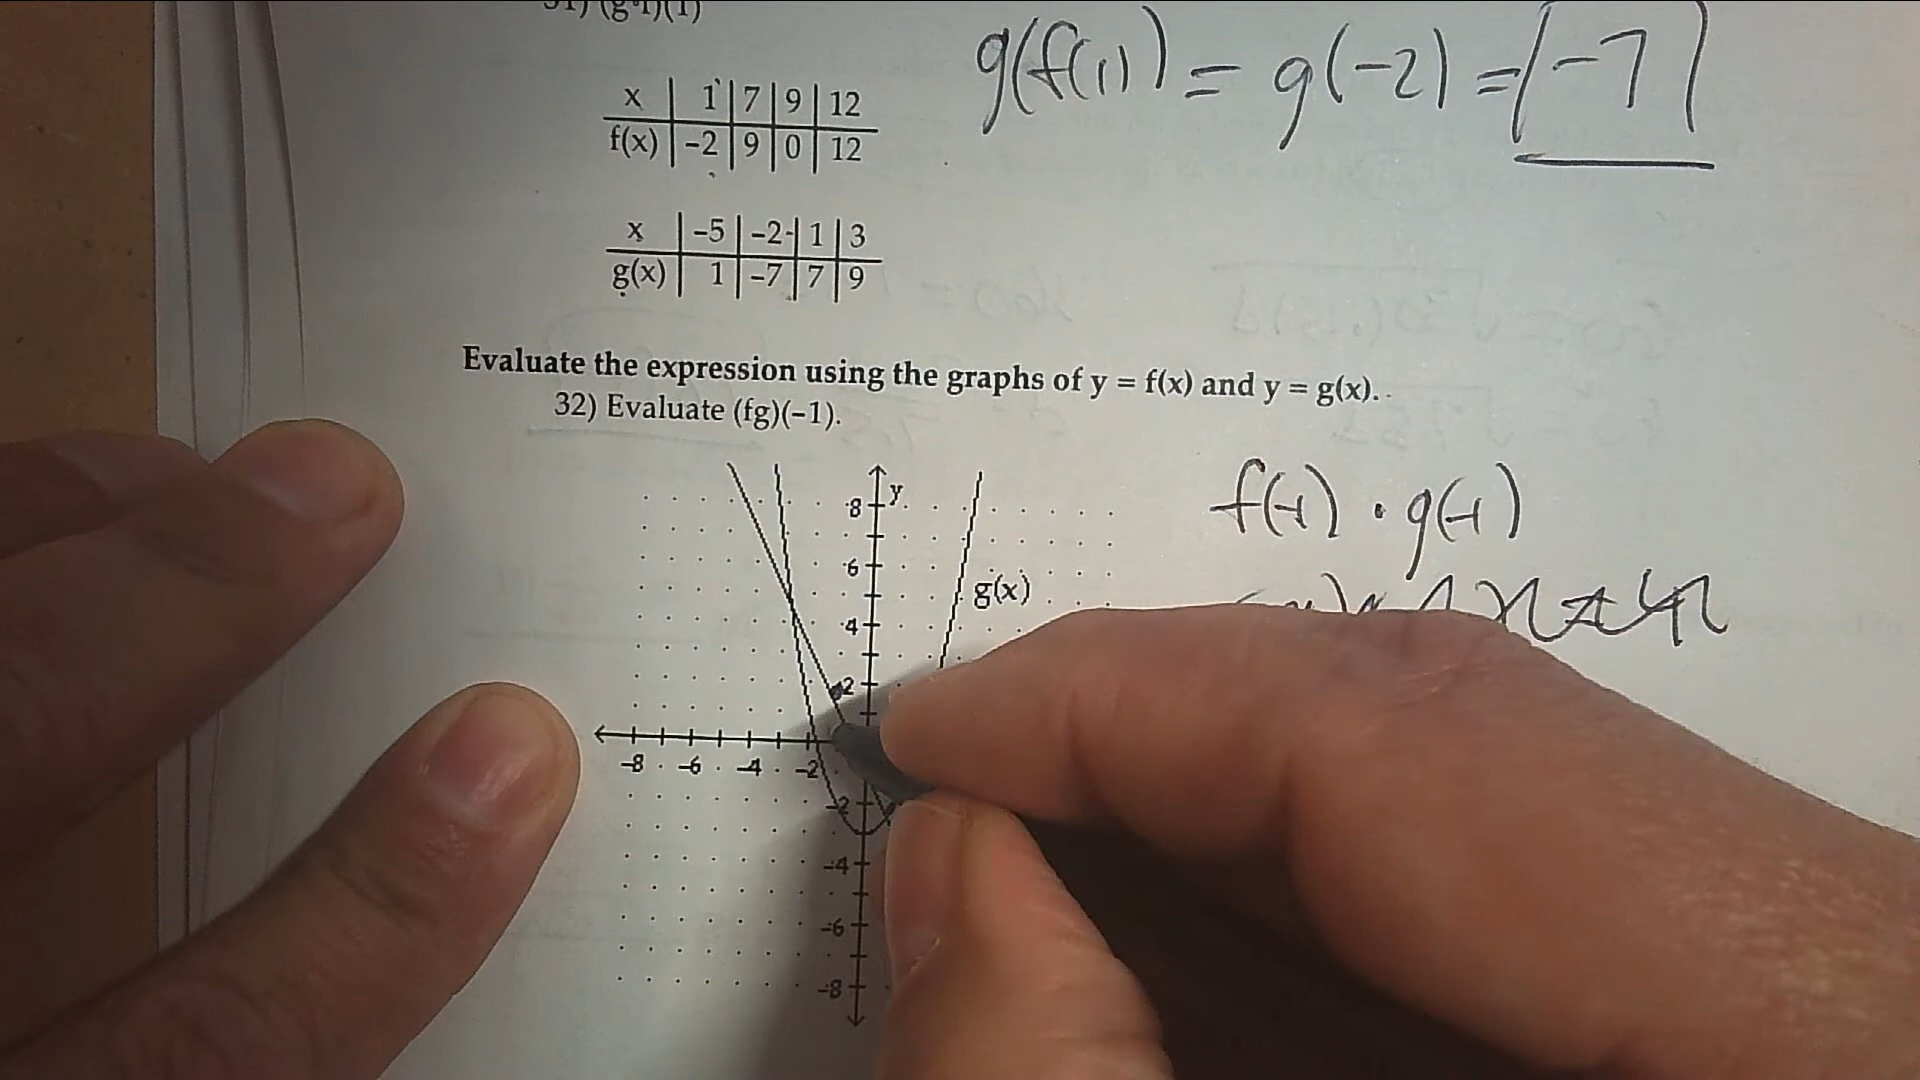 31) (g∘f)(1)
g(f(1)) = g(-2) = -7
x 1 7 9 12
f(x) -2 9 0 12
x -5 -2 1 3
g(x) 1 -7 7 9
Evaluate the expression using the graphs of y = f(x) and y = g(x).
32) Evaluate (fg)(-1).
f(-1) · g(-1)
y
8
6
g(x)
4
2
-8 -6 -4 -2
-2
-4
-6
-8